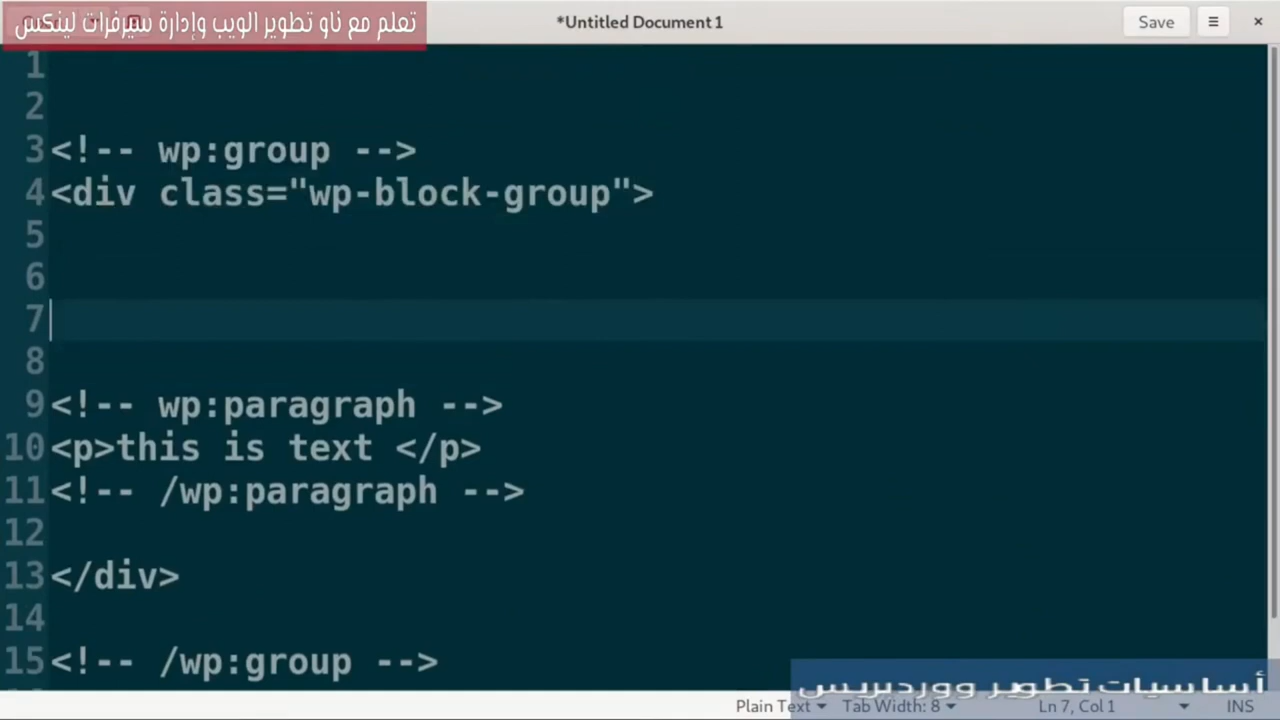 تعلم مع ناو تطوير الويب وإدارة سيرفرات لينكس
*Untitled Document 1
Save
1
2
3 <!-- wp:group -->
4 <div class="wp-block-group">
5
6
7
8
9 <!-- wp:paragraph -->
10 <p>this is text </p>
11 <!-- /wp:paragraph -->
12
13 </div>
14
15 <!-- /wp:group -->
أساسيات تطوير ووردبريس
Plain Text Tab Width: 8 Ln 7, Col 1 INS